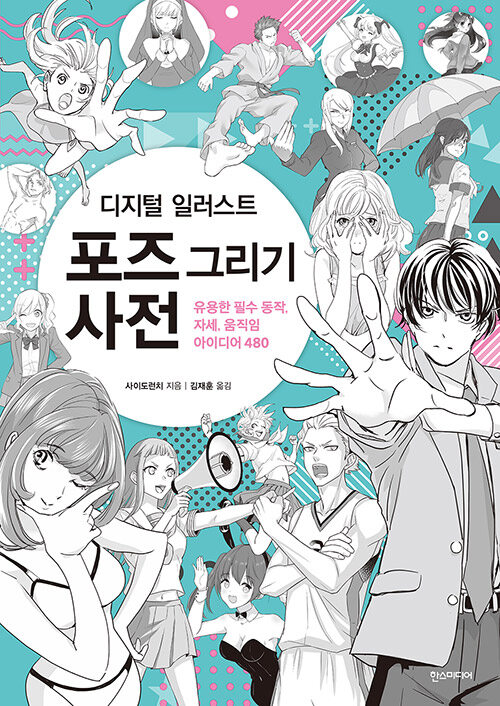 디지털 일러스트
포즈 그리기
사전
유용한 필수 동작,
자세, 움직임
아이디어 480
사이도런치 지음 | 김재훈 옮김
한스미디어